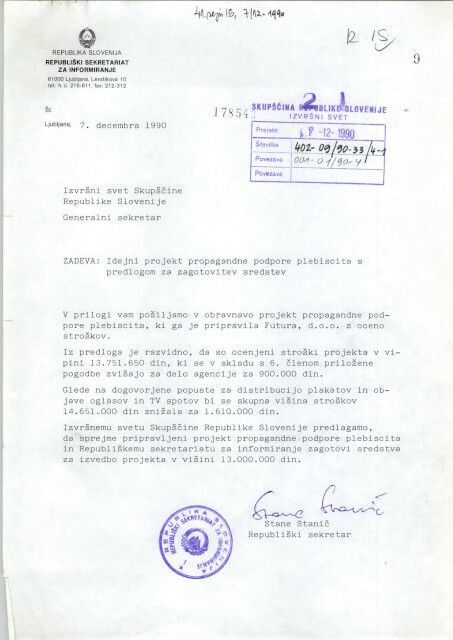 41. seja IS, 7/12-1990
R IS
9
REPUBLIKA SLOVENIJA
REPUBLIŠKI SEKRETARIAT
ZA INFORMIRANJE
61000 Ljubljana, Levstikova 10
tel: h. c. 215-611, fax: 212-312
Št.
Ljubljana, 7. decembra 1990
2 1
SKUPŠČINA REPUBLIKE SLOVENIJE
IZVRŠNI SVET
Prejeto: -12- 1990
Številka 402-09/90-33/4-1
Povezava 001-01/90-4
Povezava
Izvršni svet Skupščine
Republike Slovenije
Generalni sekretar
ZADEVA: Idejni projekt propagandne podpore plebiscita s
predlogom za zagotovitev sredstev
V prilogi vam pošiljamo v obravnavo projekt propagandne pod-
pore plebiscita, ki ga je pripravila Futura, d.o.o. z oceno
stroškov.
Iz predloga je razvidno, da so ocenjeni stroški projekta v vi-
šini 13.751.650 din, ki se v skladu s 6. členom priložene
pogodbe zvišajo za delo agencije za 900.000 din.
Glede na dogovorjene popuste za distribucijo plakatov in ob-
jave oglasov in TV spotov bi se skupna višina stroškov
14.651.000 din znižala za 1.610.000 din.
Izvršnemu svetu Skupščine Republike Slovenije predlagamo,
da sprejme pripravljeni projekt propagandne podpore plebiscita
in Republiškemu sekretariatu za informiranje zagotovi sredstva
za izvedbo projekta v višini 13.000.000 din.
Stane Stanič
Stane Stanič
Republiški sekretar
REPUBLIKA SLOVENIJA
REPUBLIŠKI SEKRETARIAT ZA INFORMIRANJE